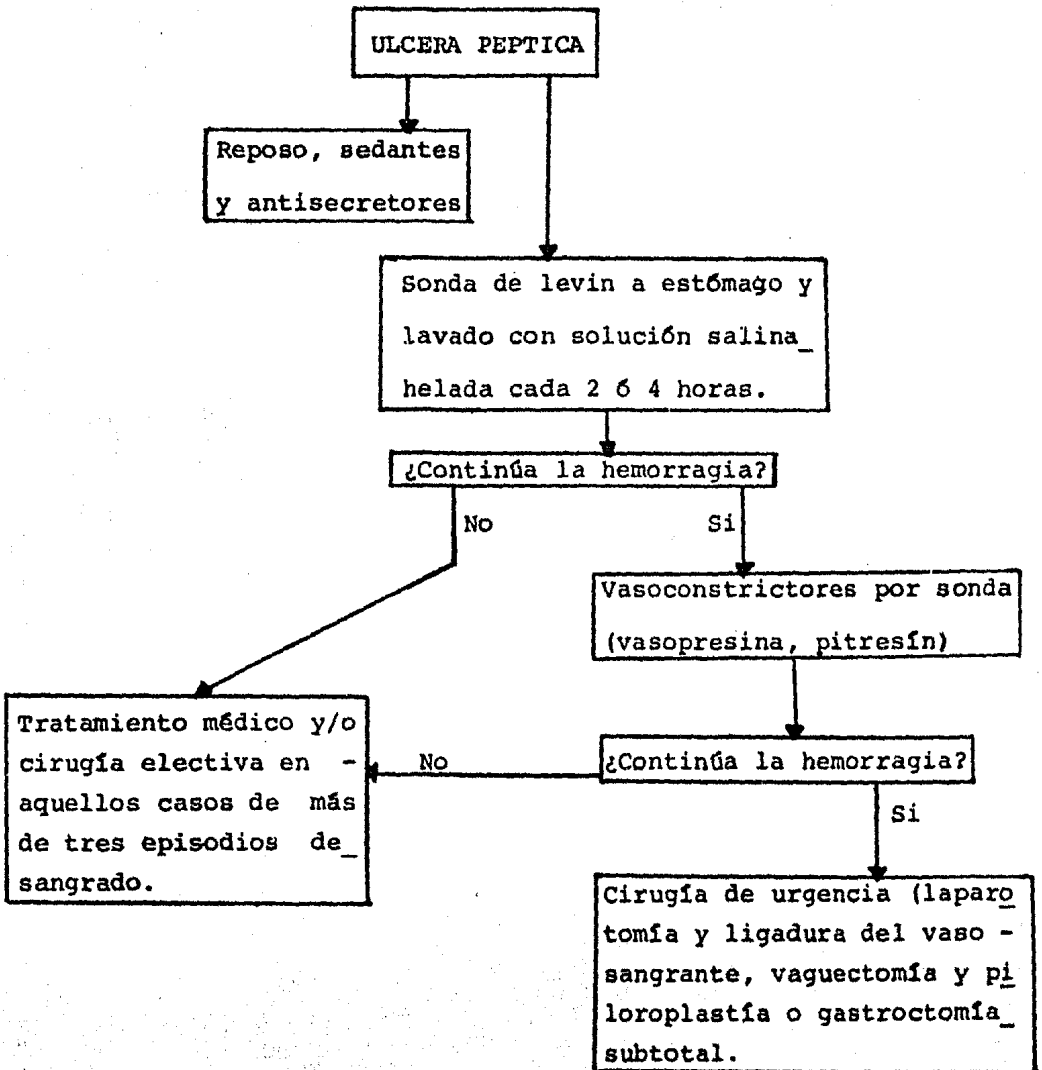 ULCERA PEPTICA
Reposo, sedantes
y antisecretores
Sonda de levin a estómago y
lavado con solución salina_
helada cada 2 ó 4 horas.
¿Continúa la hemorragia?
No
Si
Vasoconstrictores por sonda
(vasopresina, pitresín)
Tratamiento médico y/o
cirugía electiva en -
aquellos casos de más
de tres episodios de_
sangrado.
No
¿Continúa la hemorragia?
Si
Cirugía de urgencia (laparo
tomía y ligadura del vaso -
sangrante, vaguectomía y pi
loroplastía o gastroctomía_
subtotal.